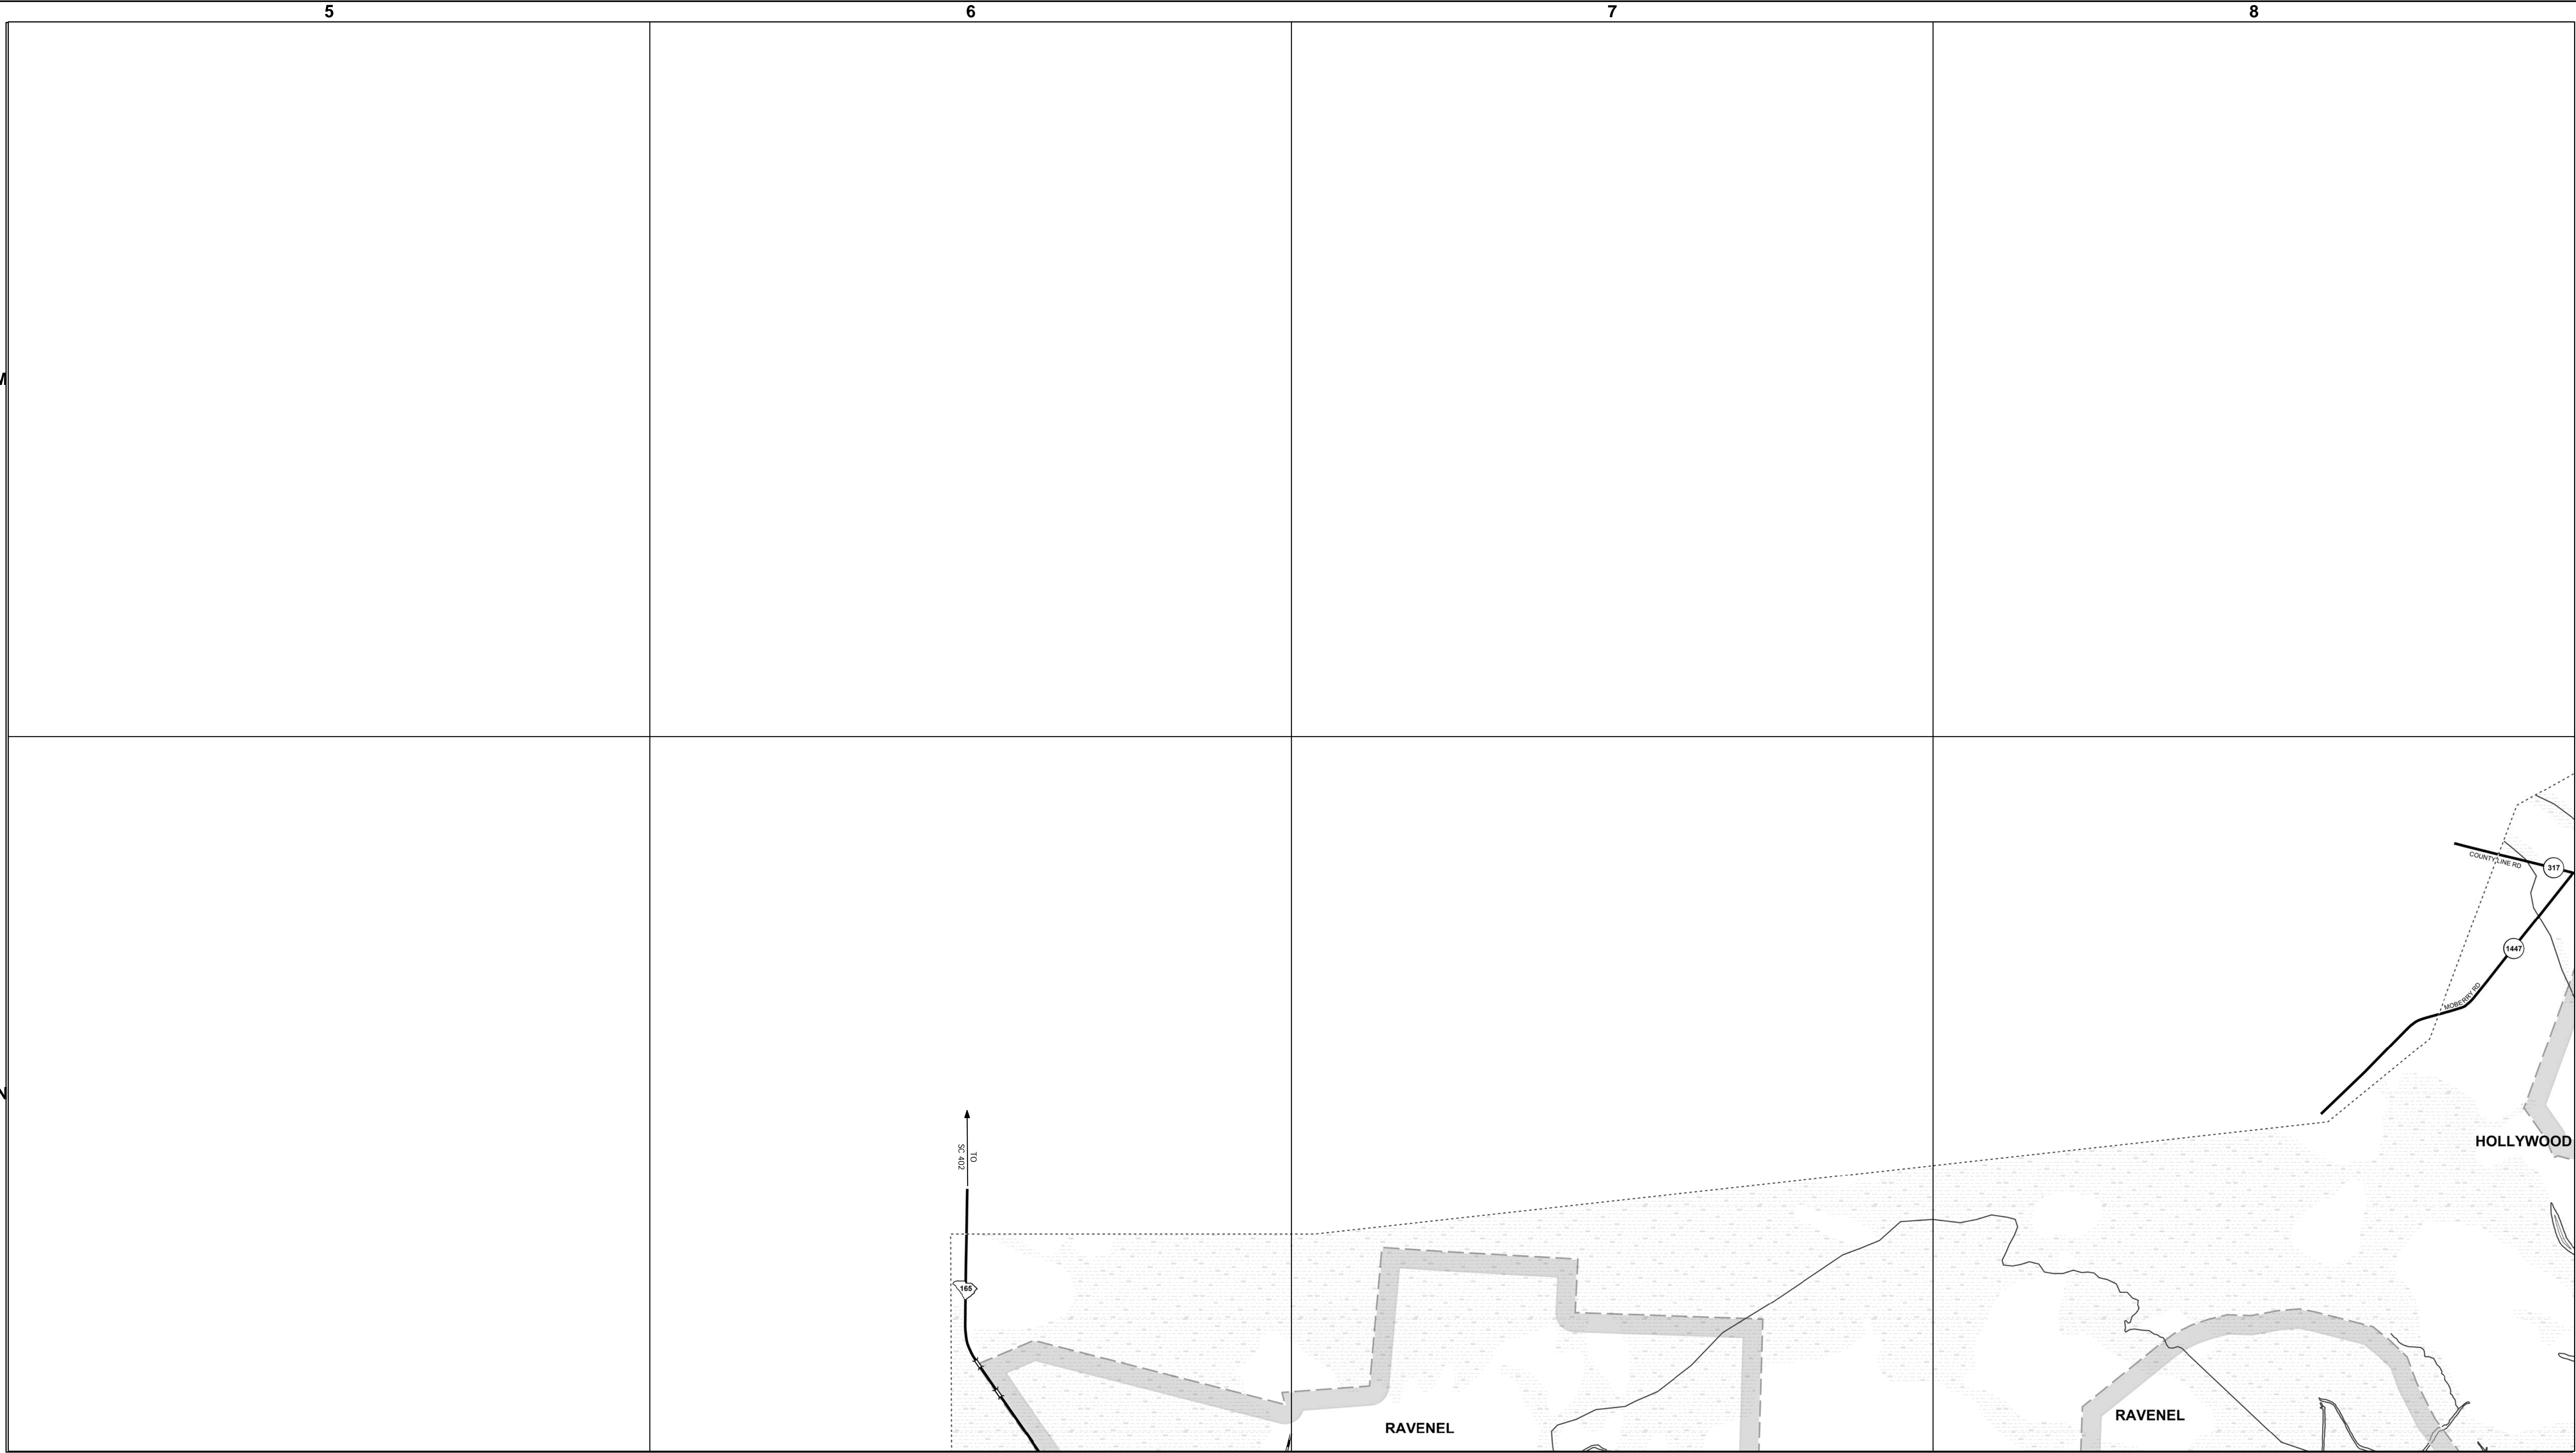 5
6
7
8
M
COUNTY LINE RD
317
1447
MOBERRY RD
N
HOLLYWOOD
TO
SC 402
165
RAVENEL
RAVENEL